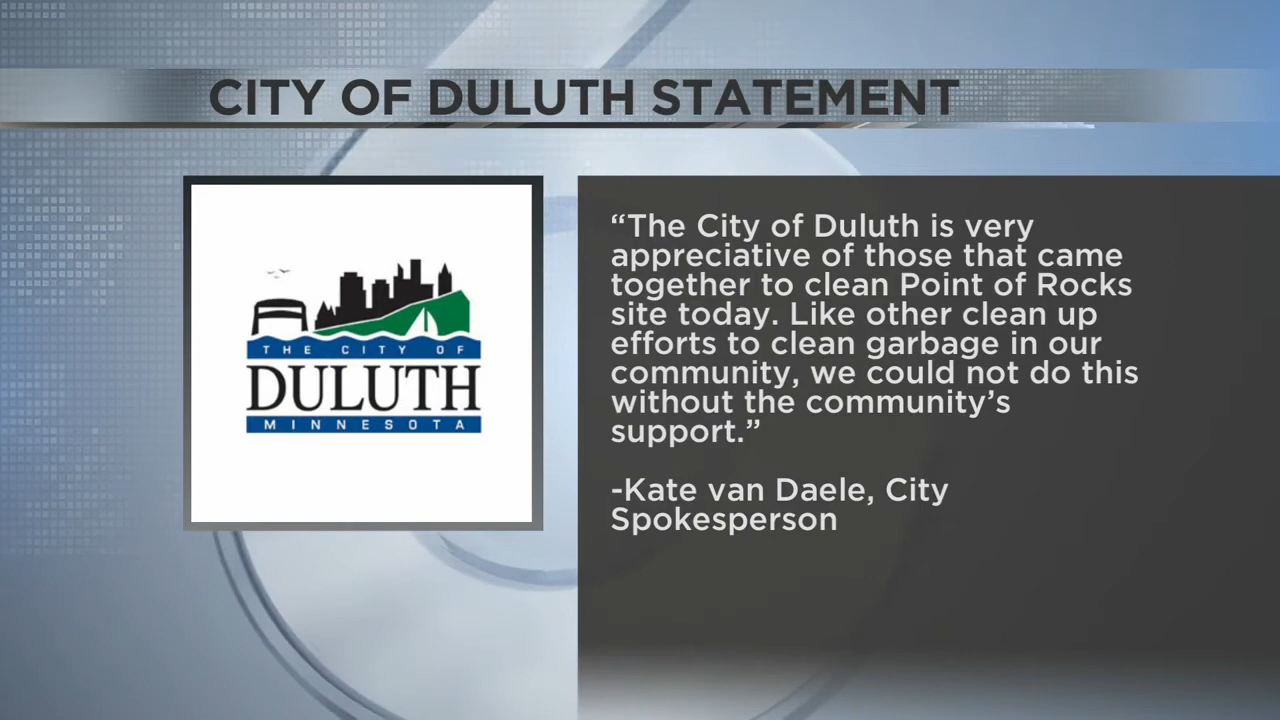 CITY OF DULUTH STATEMENT
THE CITY OF
DULUTH
MINNESOTA
“The City of Duluth is very
appreciative of those that came
together to clean Point of Rocks
site today. Like other clean up
efforts to clean garbage in our
community, we could not do this
without the community’s
support.”
-Kate van Daele, City
Spokesperson